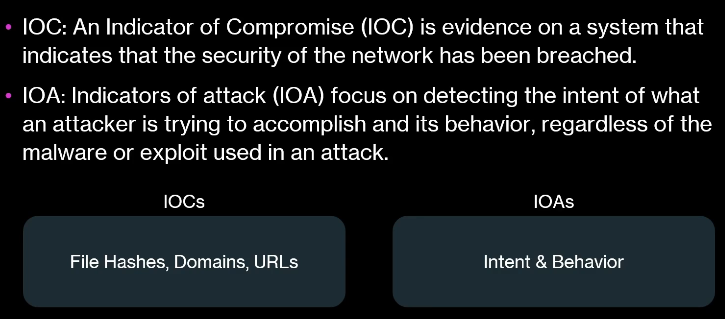 • IOC: An Indicator of Compromise (IOC) is evidence on a system that
indicates that the security of the network has been breached.
• IOA: Indicators of attack (IOA) focus on detecting the intent of what
an attacker is trying to accomplish and its behavior, regardless of the
malware or exploit used in an attack.
IOCs
IOAs
File Hashes, Domains, URLs
Intent & Behavior